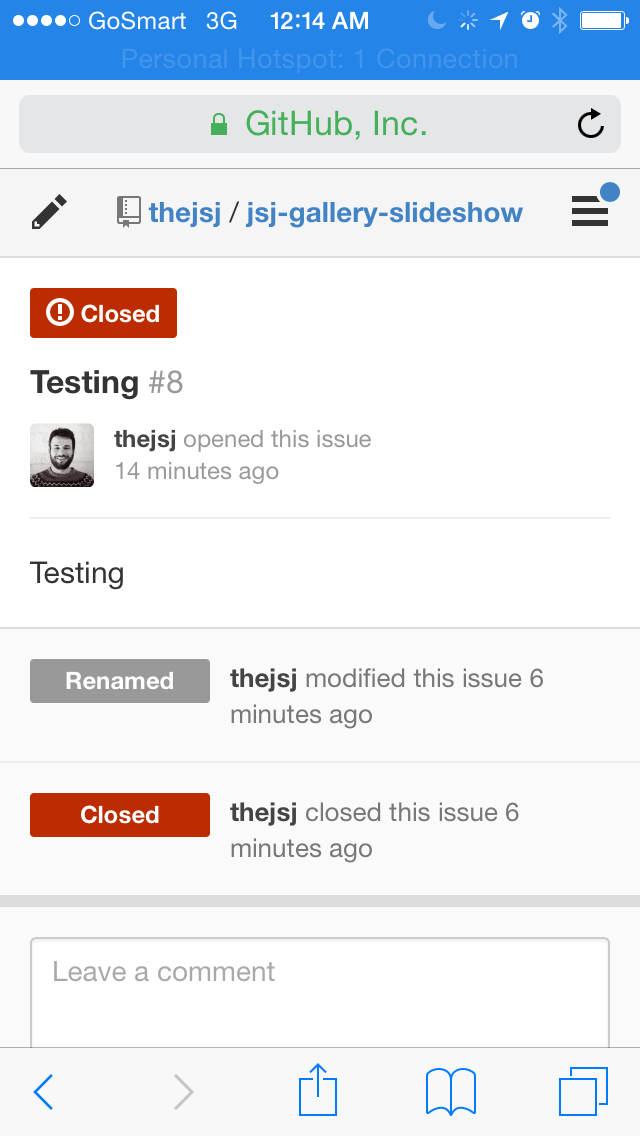 GoSmart 3G 12:14 AM
Personal Hotspot: 1 Connection
GitHub, Inc.
thejsj / jsj-gallery-slideshow
Closed
Testing #8
thejsj opened this issue
14 minutes ago
Testing
Renamed thejsj modified this issue 6
minutes ago
Closed thejsj closed this issue 6
minutes ago
Leave a comment